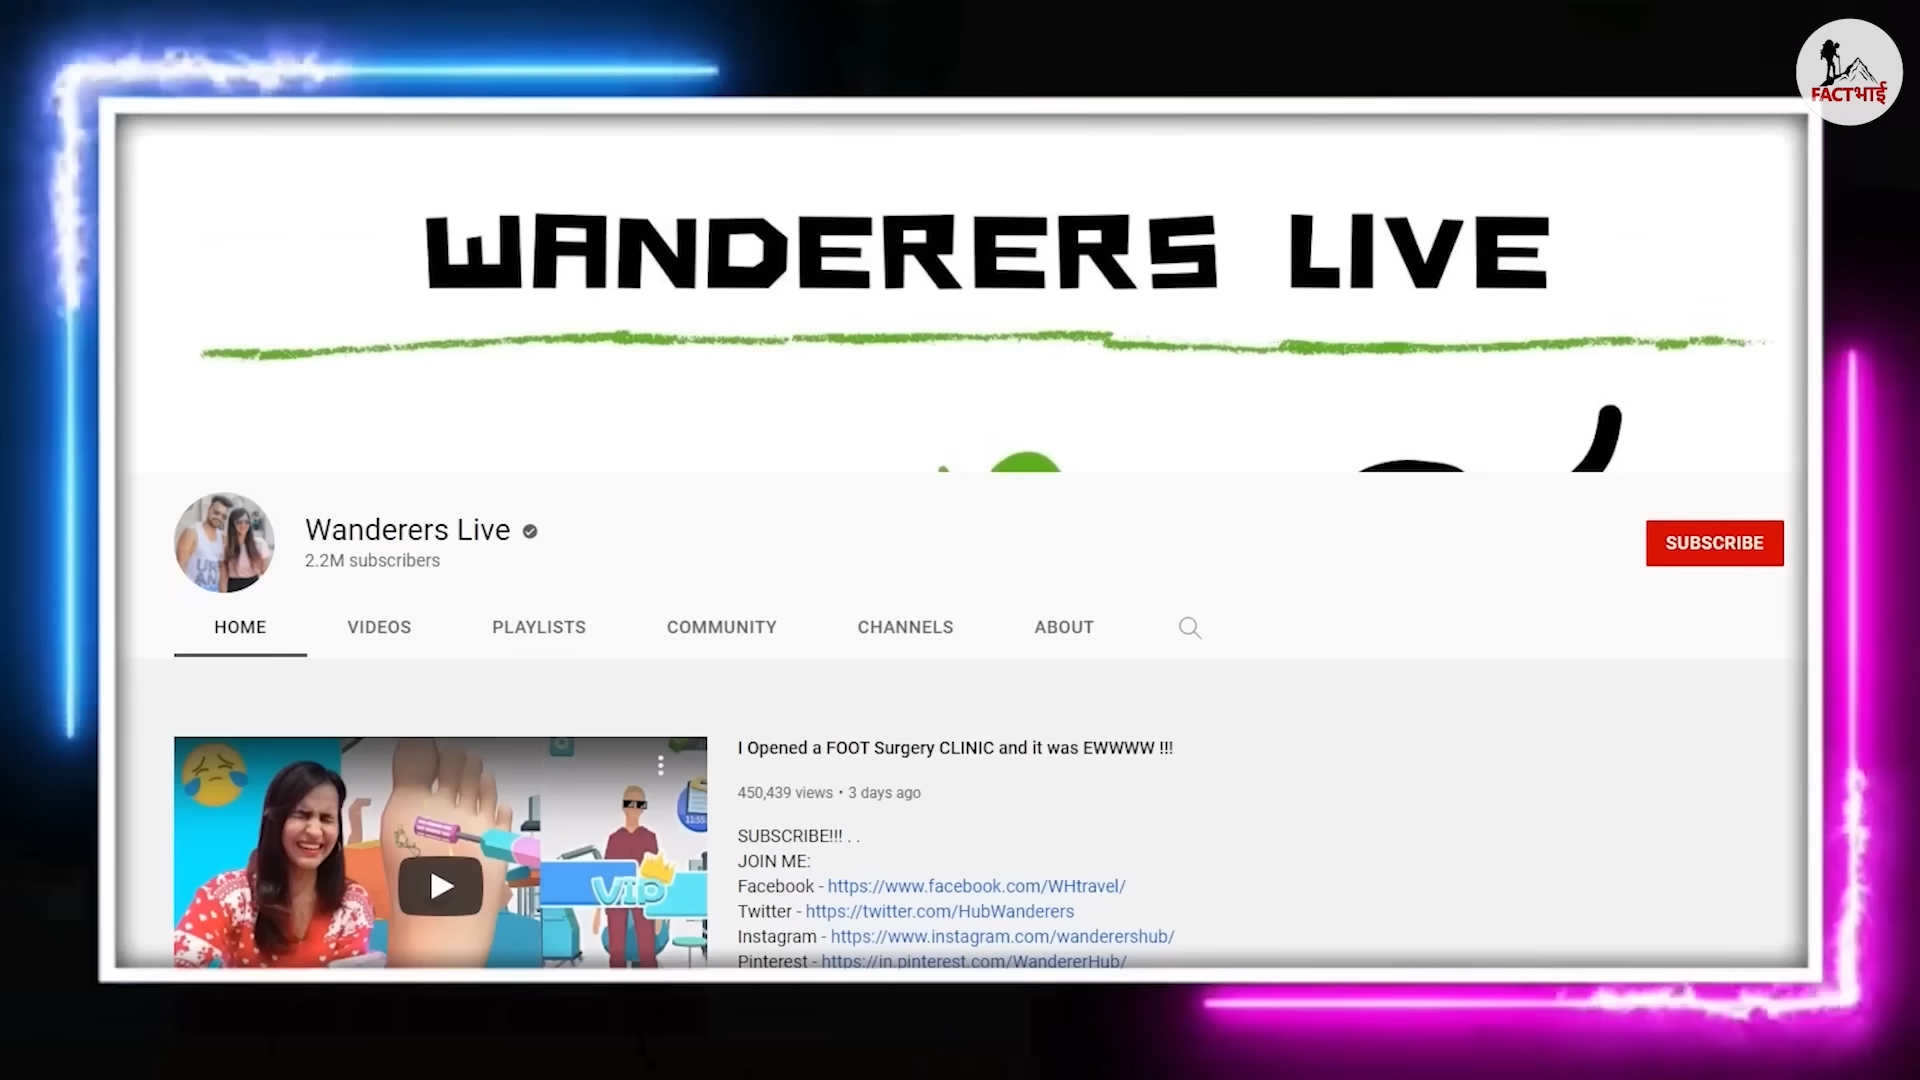 FACTभाई
WANDERERS LIVE
Wanderers Live
2.2M subscribers
SUBSCRIBE
HOME VIDEOS PLAYLISTS COMMUNITY CHANNELS ABOUT
I Opened a FOOT Surgery CLINIC and it was EWWWW !!!
450,439 views • 3 days ago
SUBSCRIBE!!! . .
JOIN ME:
Facebook - https://www.facebook.com/WHtravel/
Twitter - https://twitter.com/HubWanderers
Instagram - https://www.instagram.com/wanderershub/
Pinterest - https://in.pinterest.com/WandererHub/
11:55
VIP